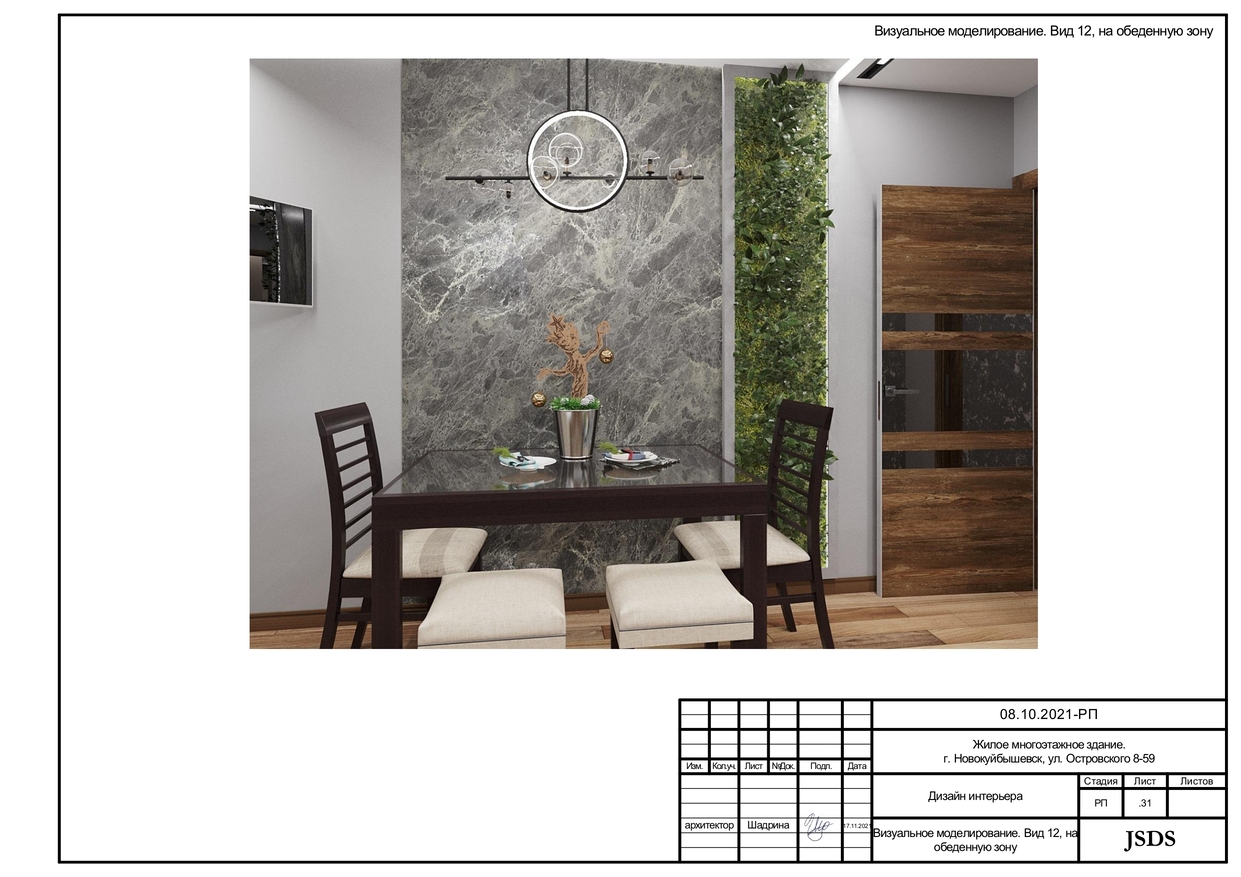 Визуальное моделирование. Вид 12, на обеденную зону
08.10.2021-РП
Жилое многоэтажное здание.
г. Новокуйбышевск, ул. Островского 8-59
Изм. Кол.уч. Лист №Док. Подп. Дата
Дизайн интерьера
Стадия Лист Листов
РП .31
архитектор Шадрина 17.11.2021
Визуальное моделирование. Вид 12, на
обеденную зону
JSDS